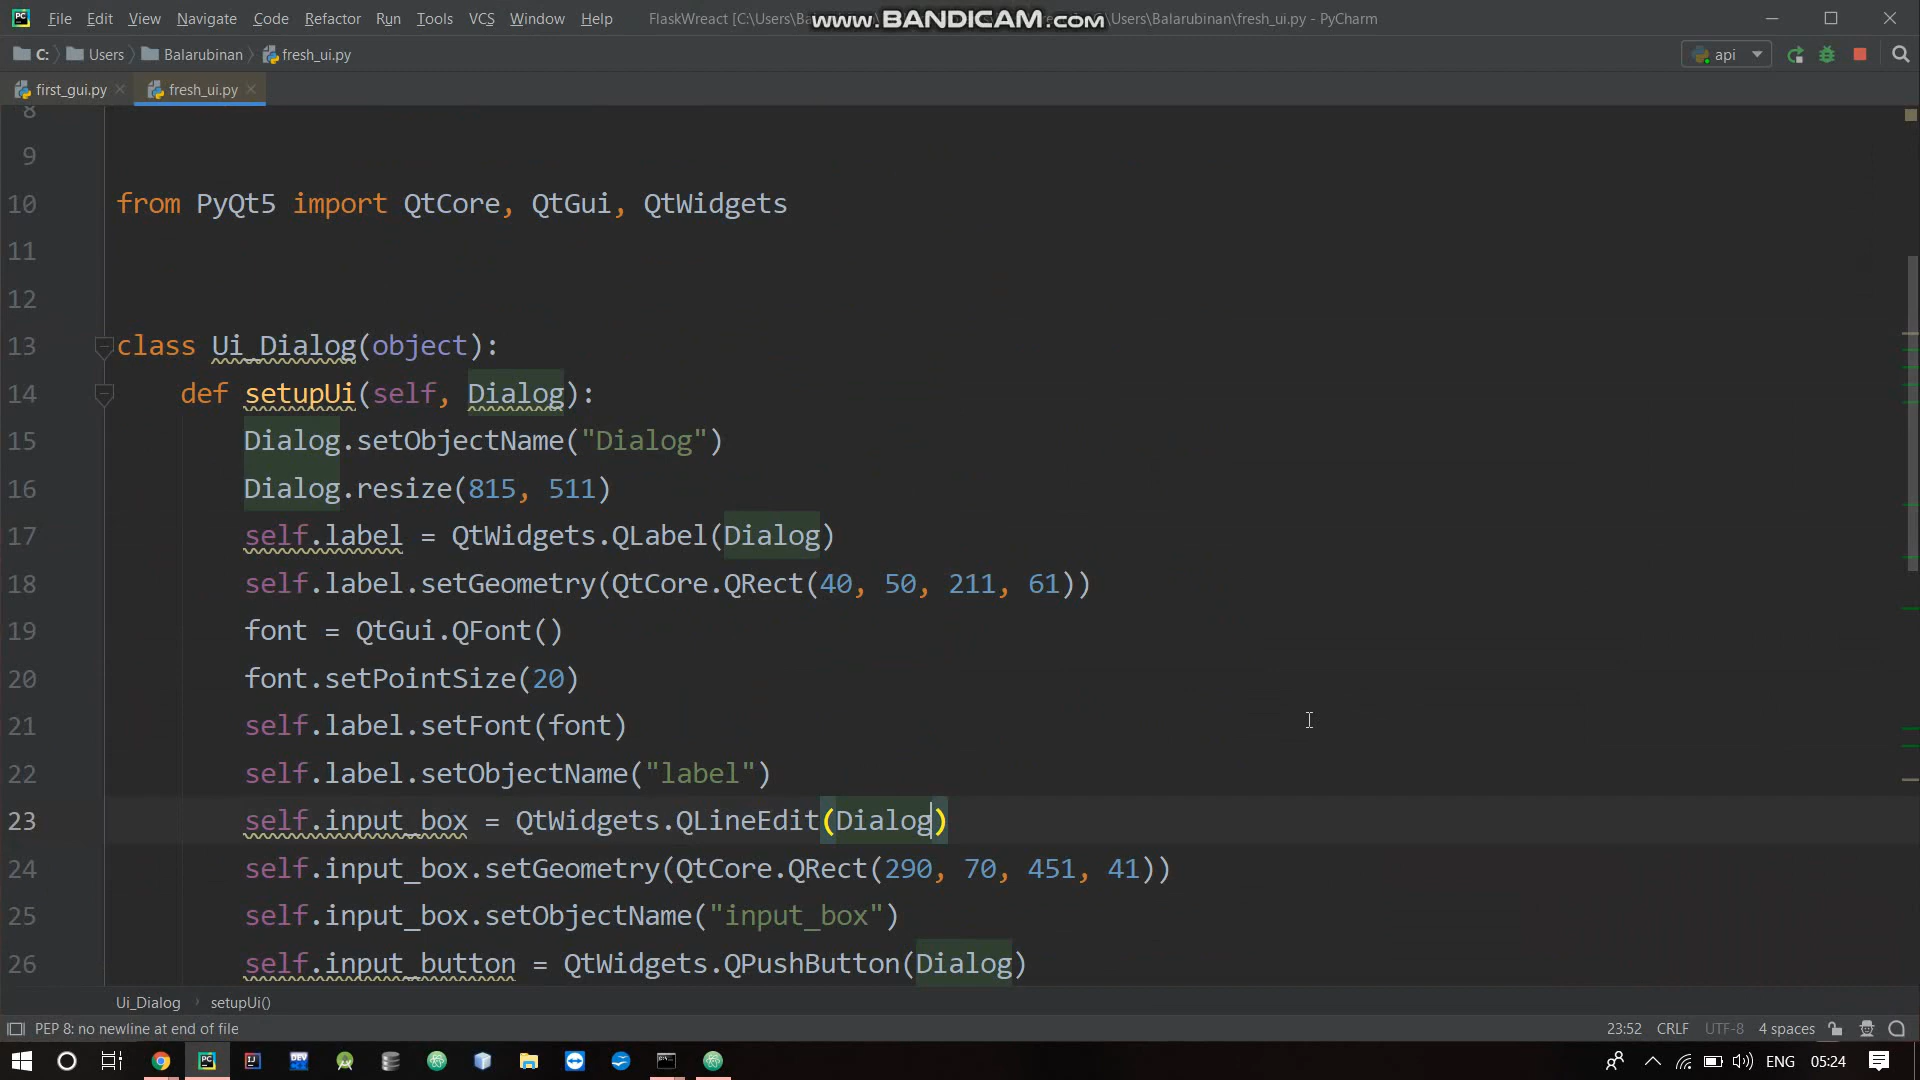 File Edit View Navigate Code Refactor Run Tools VCS Window Help FlaskWreact [C:\Users\Ba www.BANDICAM.com \Users\Balarubinan\fresh_ui.py - PyCharm
C: Users Balarubinan fresh_ui.py api
first_gui.py fresh_ui.py
8
9
10 from PyQt5 import QtCore, QtGui, QtWidgets
11
12
13 class Ui_Dialog(object):
14 def setupUi(self, Dialog):
15 Dialog.setObjectName("Dialog")
16 Dialog.resize(815, 511)
17 self.label = QtWidgets.QLabel(Dialog)
18 self.label.setGeometry(QtCore.QRect(40, 50, 211, 61))
19 font = QtGui.QFont()
20 font.setPointSize(20)
21 self.label.setFont(font)
22 self.label.setObjectName("label")
23 self.input_box = QtWidgets.QLineEdit(Dialog)
24 self.input_box.setGeometry(QtCore.QRect(290, 70, 451, 41))
25 self.input_box.setObjectName("input_box")
26 self.input_button = QtWidgets.QPushButton(Dialog)
Ui_Dialog setupUi()
PEP 8: no newline at end of file 23:52 CRLF UTF-8 4 spaces
ENG 05:24